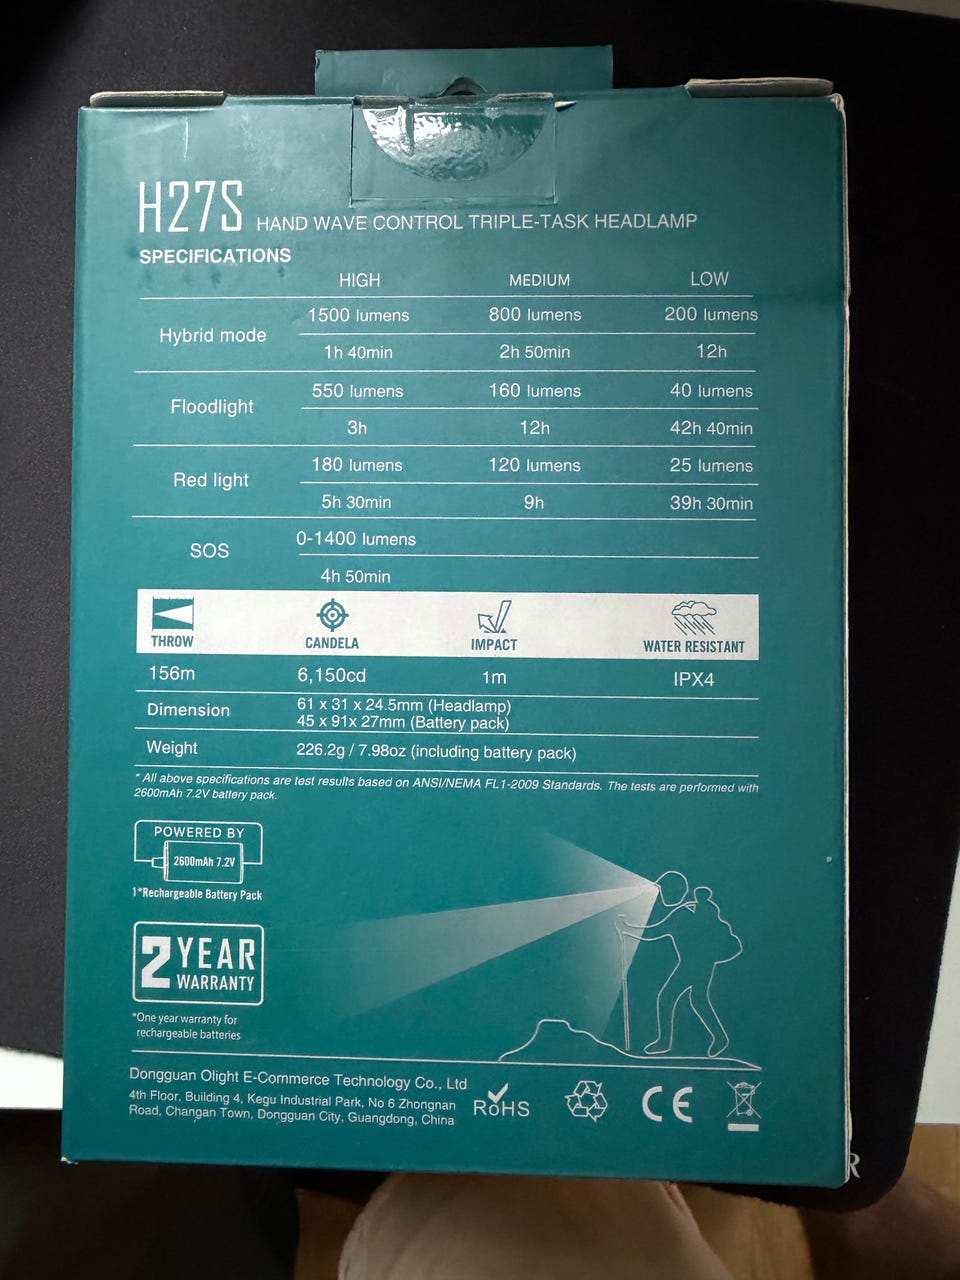 H27S HAND WAVE CONTROL TRIPLE-TASK HEADLAMP
SPECIFICATIONS
HIGH MEDIUM LOW
Hybrid mode
1500 lumens 800 lumens 200 lumens
1h 40min 2h 50min 12h
Floodlight
550 lumens 160 lumens 40 lumens
3h 12h 42h 40min
Red light
180 lumens 120 lumens 25 lumens
5h 30min 9h 39h 30min
SOS
0-1400 lumens
4h 50min
THROW CANDELA IMPACT WATER RESISTANT
156m 6,150cd 1m IPX4
Dimension
61 x 31 x 24.5mm (Headlamp)
45 x 91x 27mm (Battery pack)
Weight 226.2g / 7.98oz (including battery pack)
* All above specifications are test results based on ANSI/NEMA FL1-2009 Standards. The tests are performed with
2600mAh 7.2V battery pack.
POWERED BY
2600mAh 7.2V
1*Rechargeable Battery Pack
2 YEAR
WARRANTY
*One year warranty for
rechargeable batteries
Dongguan Olight E-Commerce Technology Co., Ltd
4th Floor, Building 4, Kegu Industrial Park, No 6 Zhongnan
Road, Changan Town, Dongguan City, Guangdong, China
RoHS
CE
R